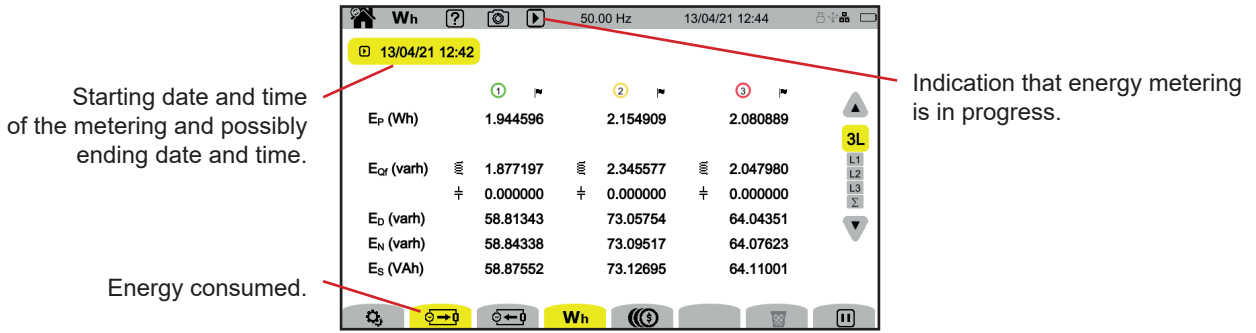 Wh ? 50.00 Hz 13/04/21 12:44
13/04/21 12:42
Starting date and time
of the metering and possibly
ending date and time.
Indication that energy metering
is in progress.
1 2 3
EP (Wh) 1.944596 2.154909 2.080889
3L
L1
L2
L3
Σ
EQf (varh) 1.877197 2.345577 2.047980
0.000000 0.000000 0.000000
ED (varh) 58.81343 73.05754 64.04351
EN (varh) 58.84338 73.09517 64.07623
ES (VAh) 58.87552 73.12695 64.11001
Energy consumed.
Wh $